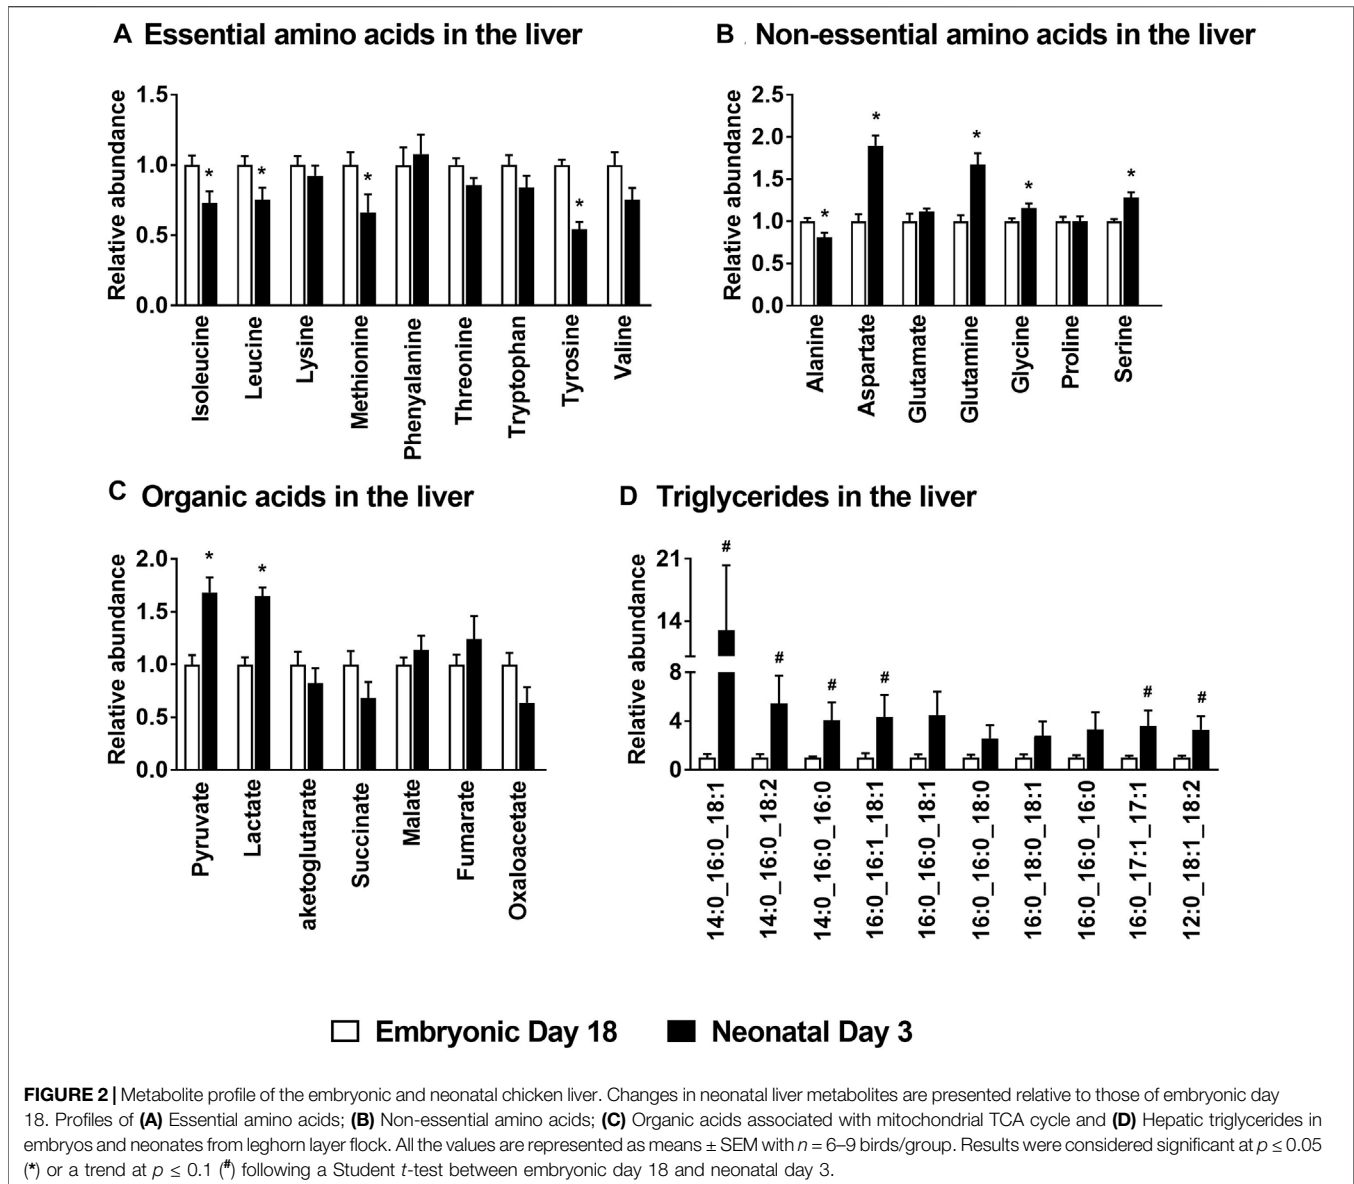 A Essential amino acids in the liver
Relative abundance
1.5
1.0
0.5
0.0
* * * *
Isoleucine
Leucine
Lysine
Methionine
Phenyalanine
Threonine
Tryptophan
Tyrosine
Valine
B . Non-essential amino acids in the liver
Relative abundance
2.5
2.0
1.5
1.0
0.5
0.0
* * * * *
Alanine
Aspartate
Glutamate
Glutamine
Glycine
Proline
Serine
C Organic acids in the liver
Relative abundance
2.0
1.5
1.0
0.5
0.0
* *
Pyruvate
Lactate
aketoglutarate
Succinate
Malate
Fumarate
Oxaloacetate
D Triglycerides in the liver
Relative abundance
21
14
8
4
0
# # # # # #
14:0_16:0_18:1
14:0_16:0_18:2
14:0_16:0_16:0
16:0_16:1_18:1
16:0_16:0_18:1
16:0_16:0_18:0
16:0_18:0_18:1
16:0_16:0_16:0
16:0_17:1_17:1
12:0_18:1_18:2
Embryonic Day 18 Neonatal Day 3
FIGURE 2 | Metabolite profile of the embryonic and neonatal chicken liver. Changes in neonatal liver metabolites are presented relative to those of embryonic day
18. Profiles of (A) Essential amino acids; (B) Non-essential amino acids; (C) Organic acids associated with mitochondrial TCA cycle and (D) Hepatic triglycerides in
embryos and neonates from leghorn layer flock. All the values are represented as means ± SEM with n = 6–9 birds/group. Results were considered significant at p ≤ 0.05
(*) or a trend at p ≤ 0.1 (#) following a Student t-test between embryonic day 18 and neonatal day 3.